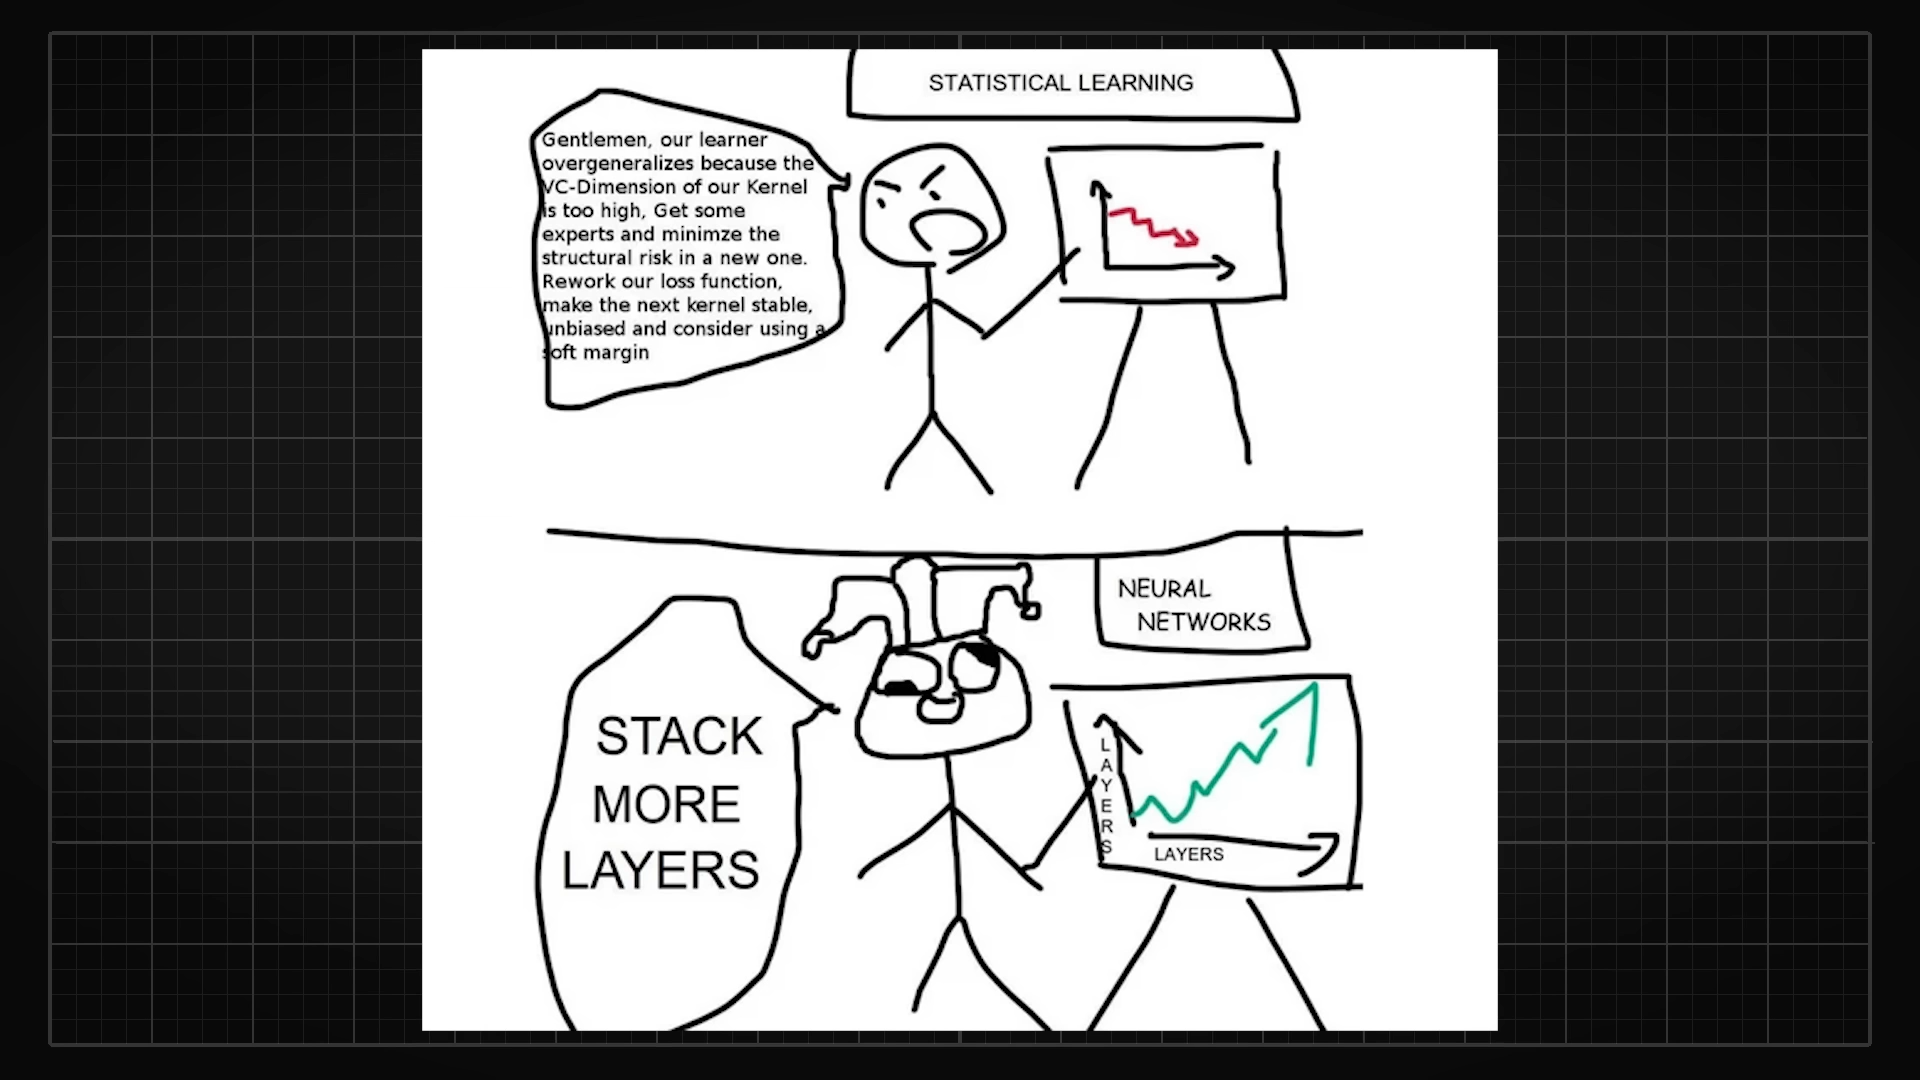 STATISTICAL LEARNING
Gentlemen, our learner
overgeneralizes because the
VC-Dimension of our Kernel
is too high, Get some
experts and minimze the
structural risk in a new one.
Rework our loss function,
make the next kernel stable,
unbiased and consider using a
soft margin
NEURAL
NETWORKS
STACK
MORE
LAYERS
LAYERS
LAYERS